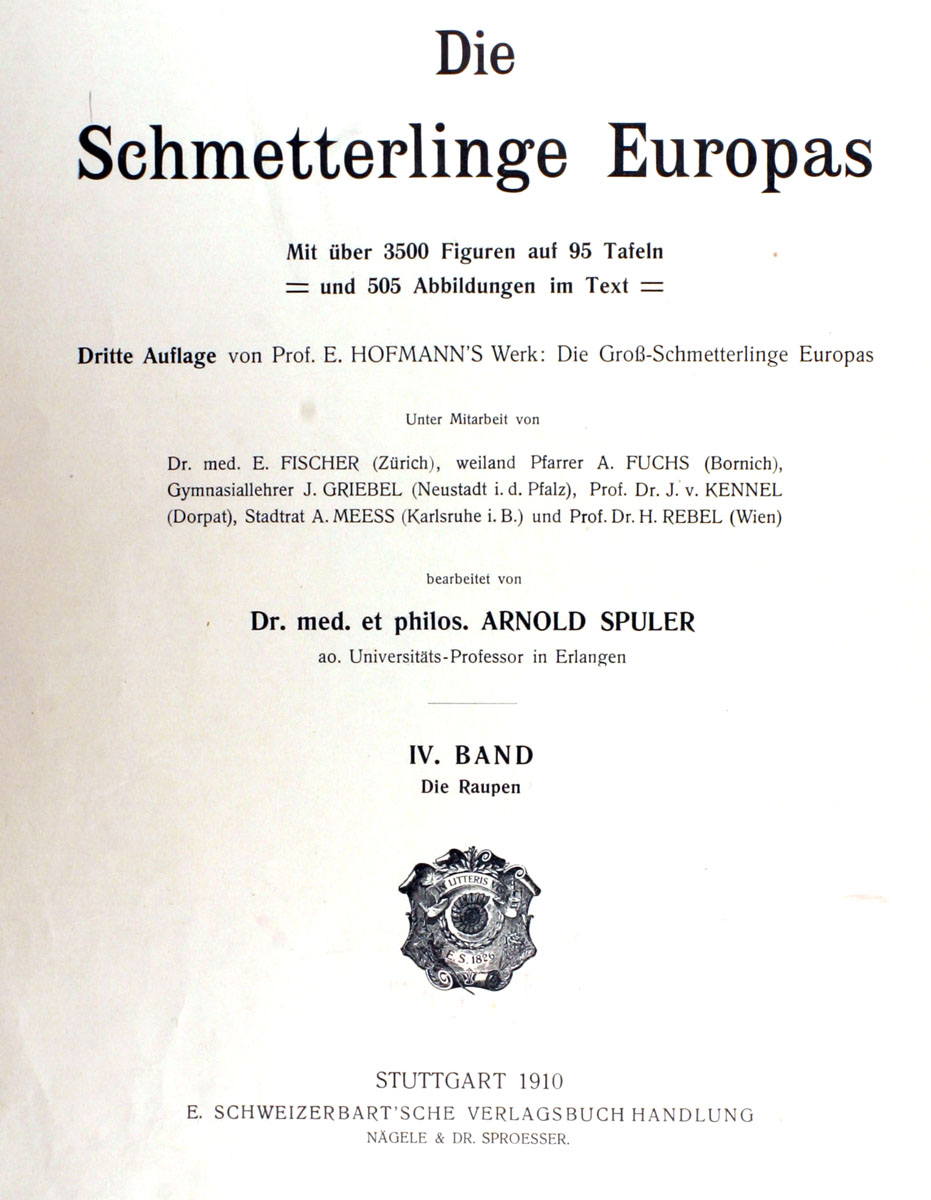 Die
Schmetterlinge Europas
Mit über 3500 Figuren auf 95 Tafeln
= und 505 Abbildungen im Text =
Dritte Auflage von Prof. E. HOFMANN'S Werk: Die Groß-Schmetterlinge Europas
Unter Mitarbeit von
Dr. med. E. FISCHER (Zürich), weiland Pfarrer A. FUCHS (Bornich),
Gymnasiallehrer J. GRIEBEL (Neustadt i. d. Pfalz), Prof. Dr. J. v. KENNEL
(Dorpat), Stadtrat A. MEESS (Karlsruhe i. B.) und Prof. Dr. H. REBEL (Wien)
bearbeitet von
Dr. med. et philos. ARNOLD SPULER
ao. Universitäts-Professor in Erlangen
IV. BAND
Die Raupen
IN LITTERIS
E. S. 1826
STUTTGART 1910
E. SCHWEIZERBART'SCHE VERLAGSBUCHHANDLUNG
NÄGELE & DR. SPROESSER.